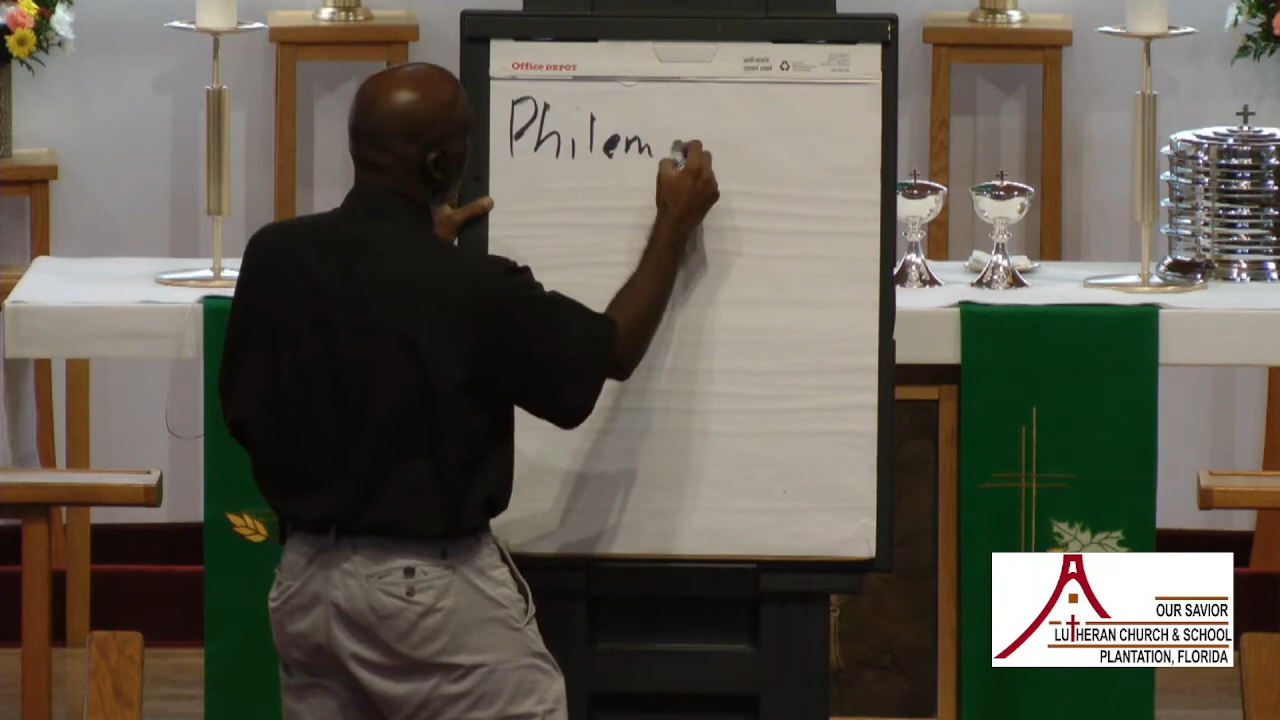 Office DEPOT
Philem
OUR SAVIOR
LUTHERAN CHURCH & SCHOOL
PLANTATION, FLORIDA